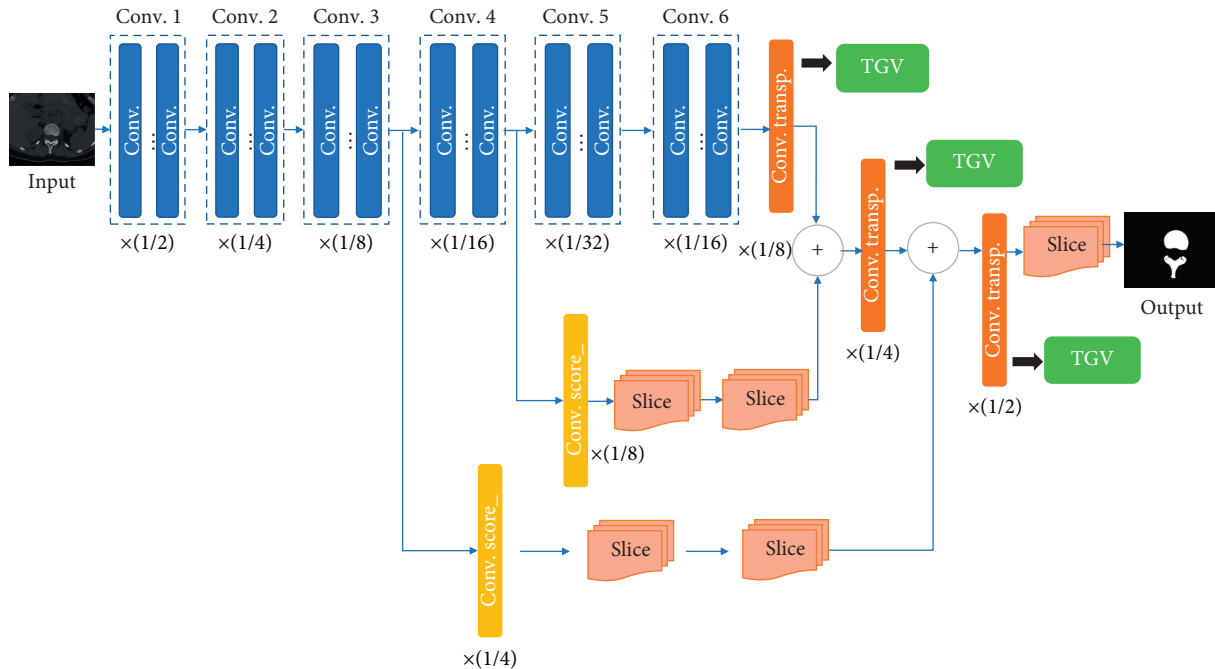 Conv. 1
Conv. 2
Conv. 3
Conv. 4
Conv. 5
Conv. 6
Conv.
...
Conv.
Conv.
...
Conv.
Conv.
...
Conv.
Conv.
...
Conv.
Conv.
...
Conv.
Conv.
...
Conv.
Conv. transp.
TGV
Input
×(1/2)
×(1/4)
×(1/8)
×(1/16)
×(1/32)
×(1/16)
×(1/8)
+
Conv. transp.
TGV
×(1/4)
+
Conv. transp.
Slice
Output
TGV
×(1/2)
Conv. score_
×(1/8)
Slice
Slice
Conv. score_
×(1/4)
Slice
Slice